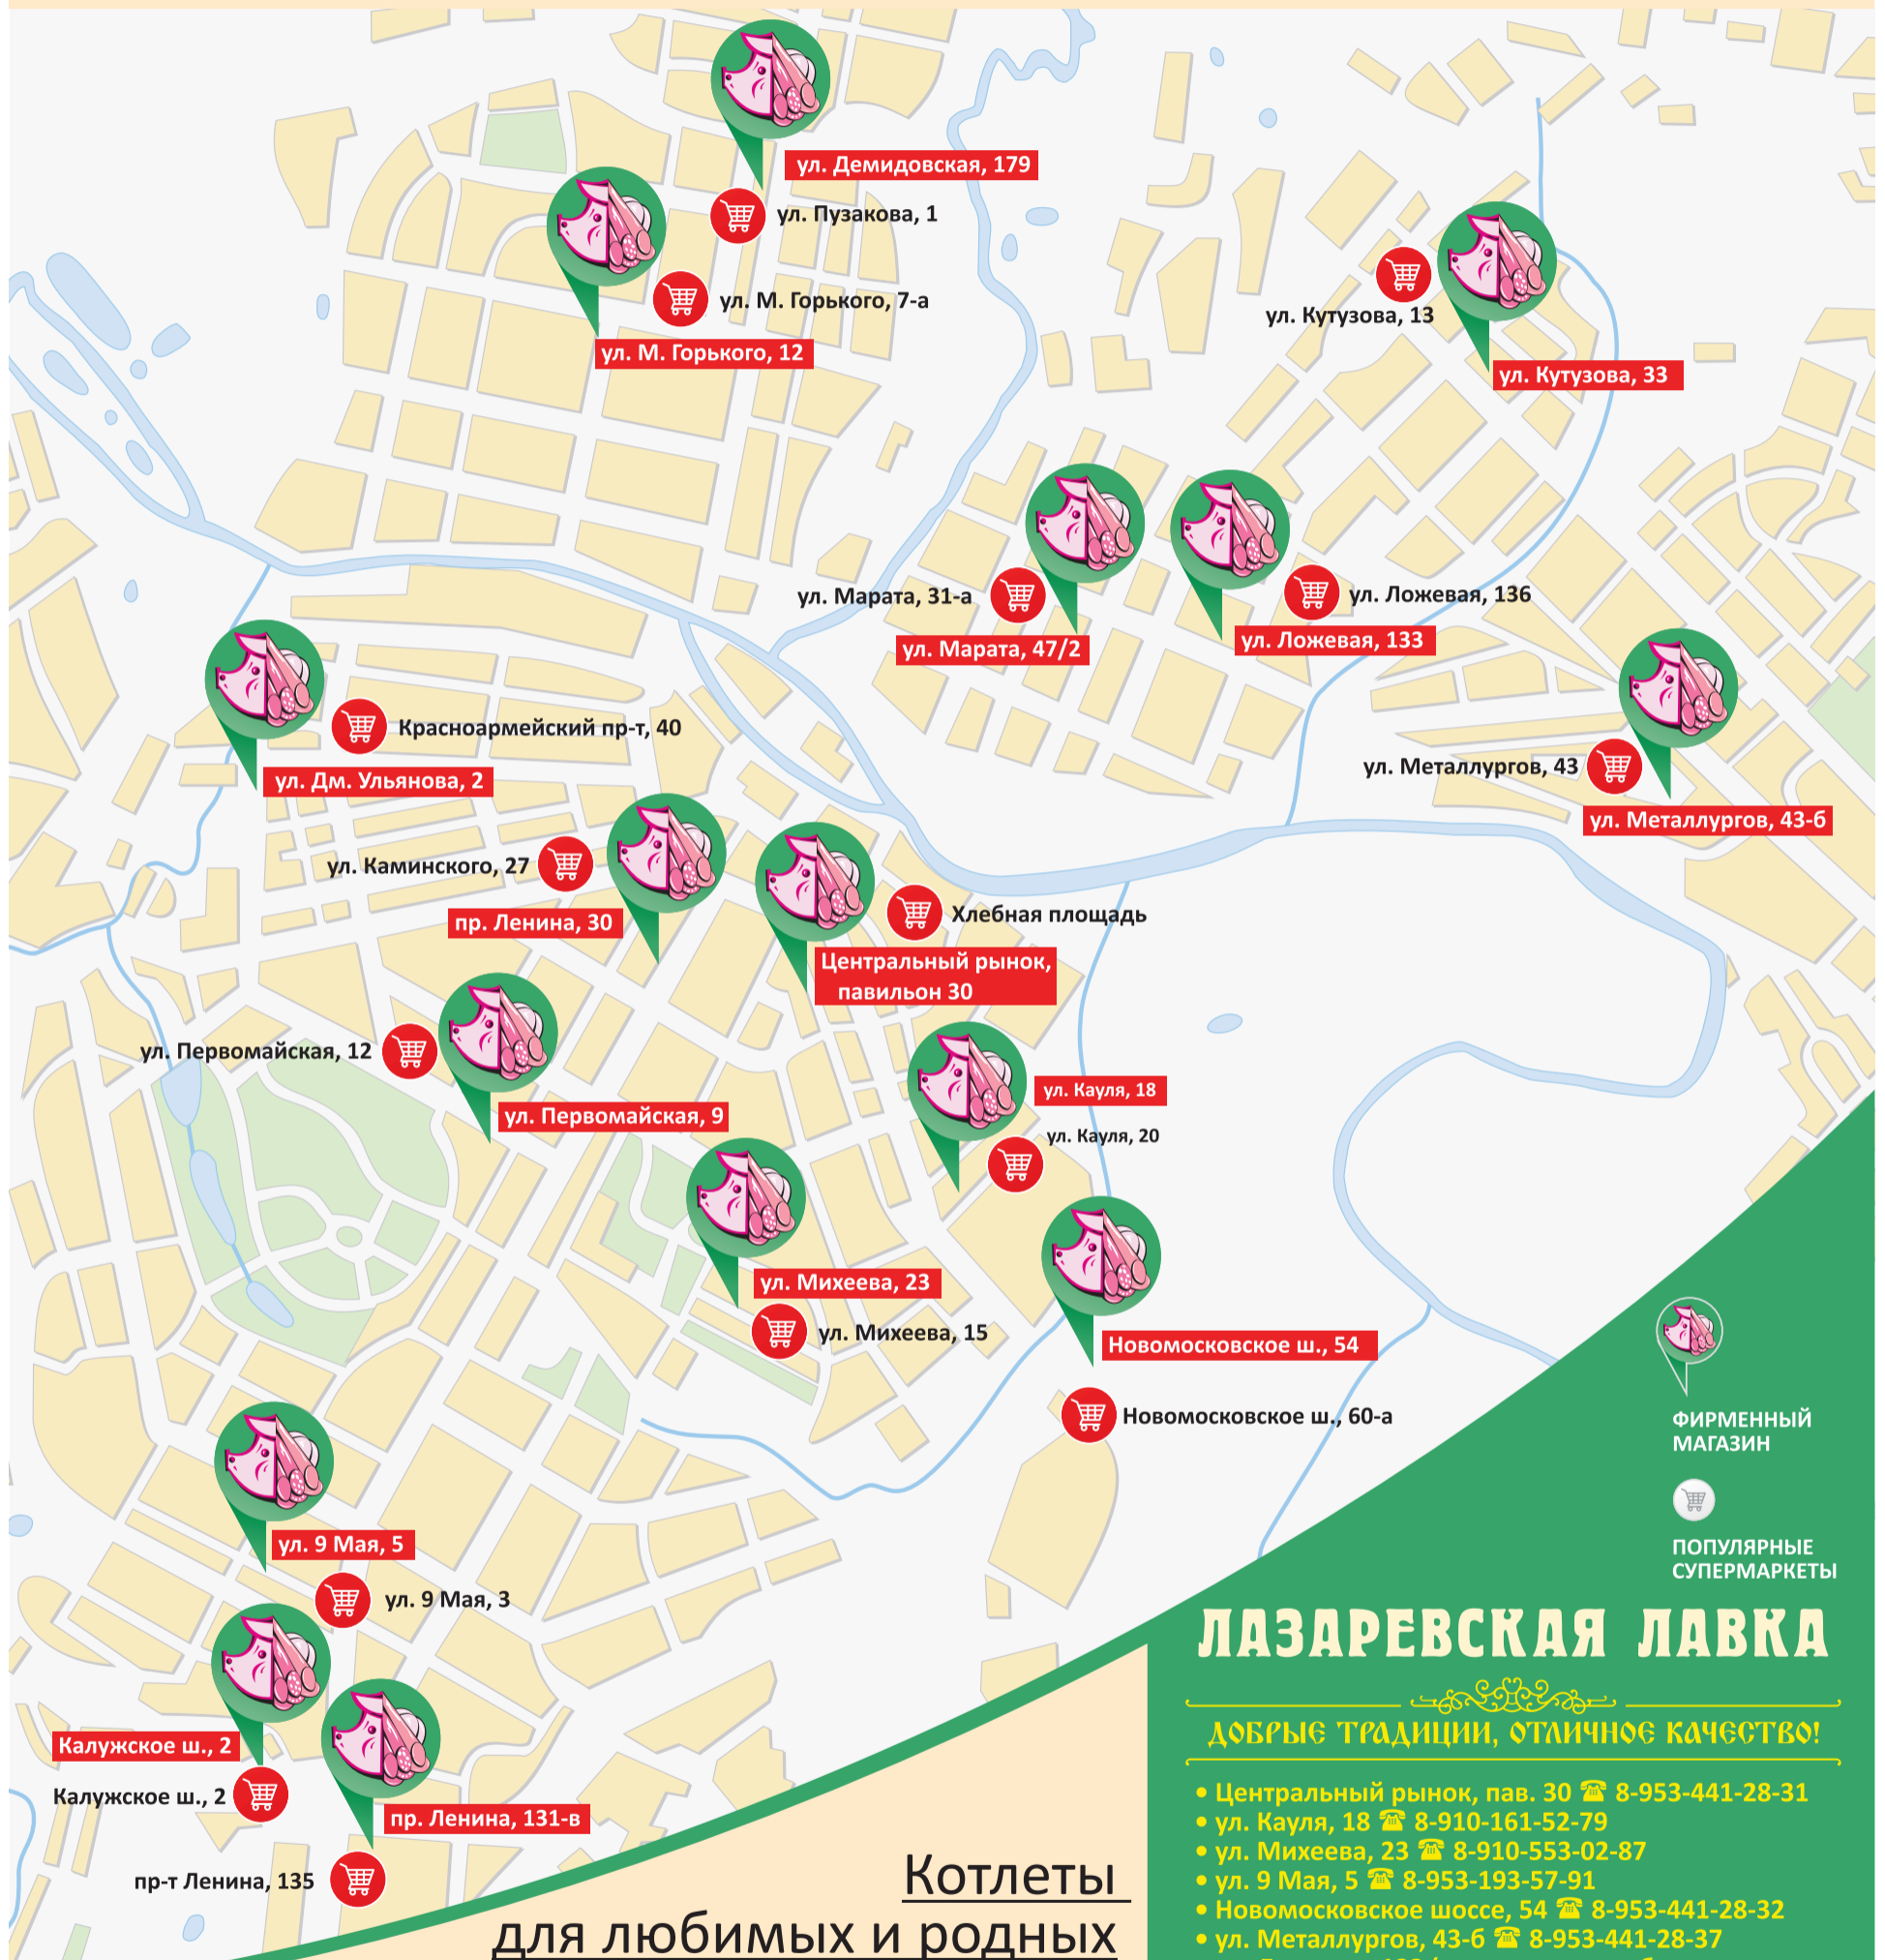 ул. Демидовская, 179
ул. Пузакова, 1
ул. М. Горького, 7-а
ул. М. Горького, 12
ул. Кутузова, 13
ул. Кутузова, 33
ул. Марата, 31-а
ул. Марата, 47/2
ул. Ложевая, 136
ул. Ложевая, 133
Красноармейский пр-т, 40
ул. Дм. Ульянова, 2
ул. Металлургов, 43
ул. Металлургов, 43-б
ул. Каминского, 27
пр. Ленина, 30
Хлебная площадь
Центральный рынок,
павильон 30
ул. Первомайская, 12
ул. Первомайская, 9
ул. Кауля, 18
ул. Кауля, 20
ул. Михеева, 23
ул. Михеева, 15
Новомосковское ш., 54
Новомосковское ш., 60-а
ул. 9 Мая, 5
ул. 9 Мая, 3
Калужское ш., 2
Калужское ш., 2
пр. Ленина, 131-в
пр-т Ленина, 135
ФИРМЕННЫЙ
МАГАЗИН
ПОПУЛЯРНЫЕ
СУПЕРМАРКЕТЫ
Котлеты
для любимых и родных
ЛАЗАРЕВСКАЯ ЛАВКА
ДОБРЫЕ ТРАДИЦИИ, ОТЛИЧНОЕ КАЧЕСТВО!
• Центральный рынок, пав. 30 ☎ 8-953-441-28-31
• ул. Кауля, 18 ☎ 8-910-161-52-79
• ул. Михеева, 23 ☎ 8-910-553-02-87
• ул. 9 Мая, 5 ☎ 8-953-193-57-91
• Новомосковское шоссе, 54 ☎ 8-953-441-28-32
• ул. Металлургов, 43-б ☎ 8-953-441-28-37